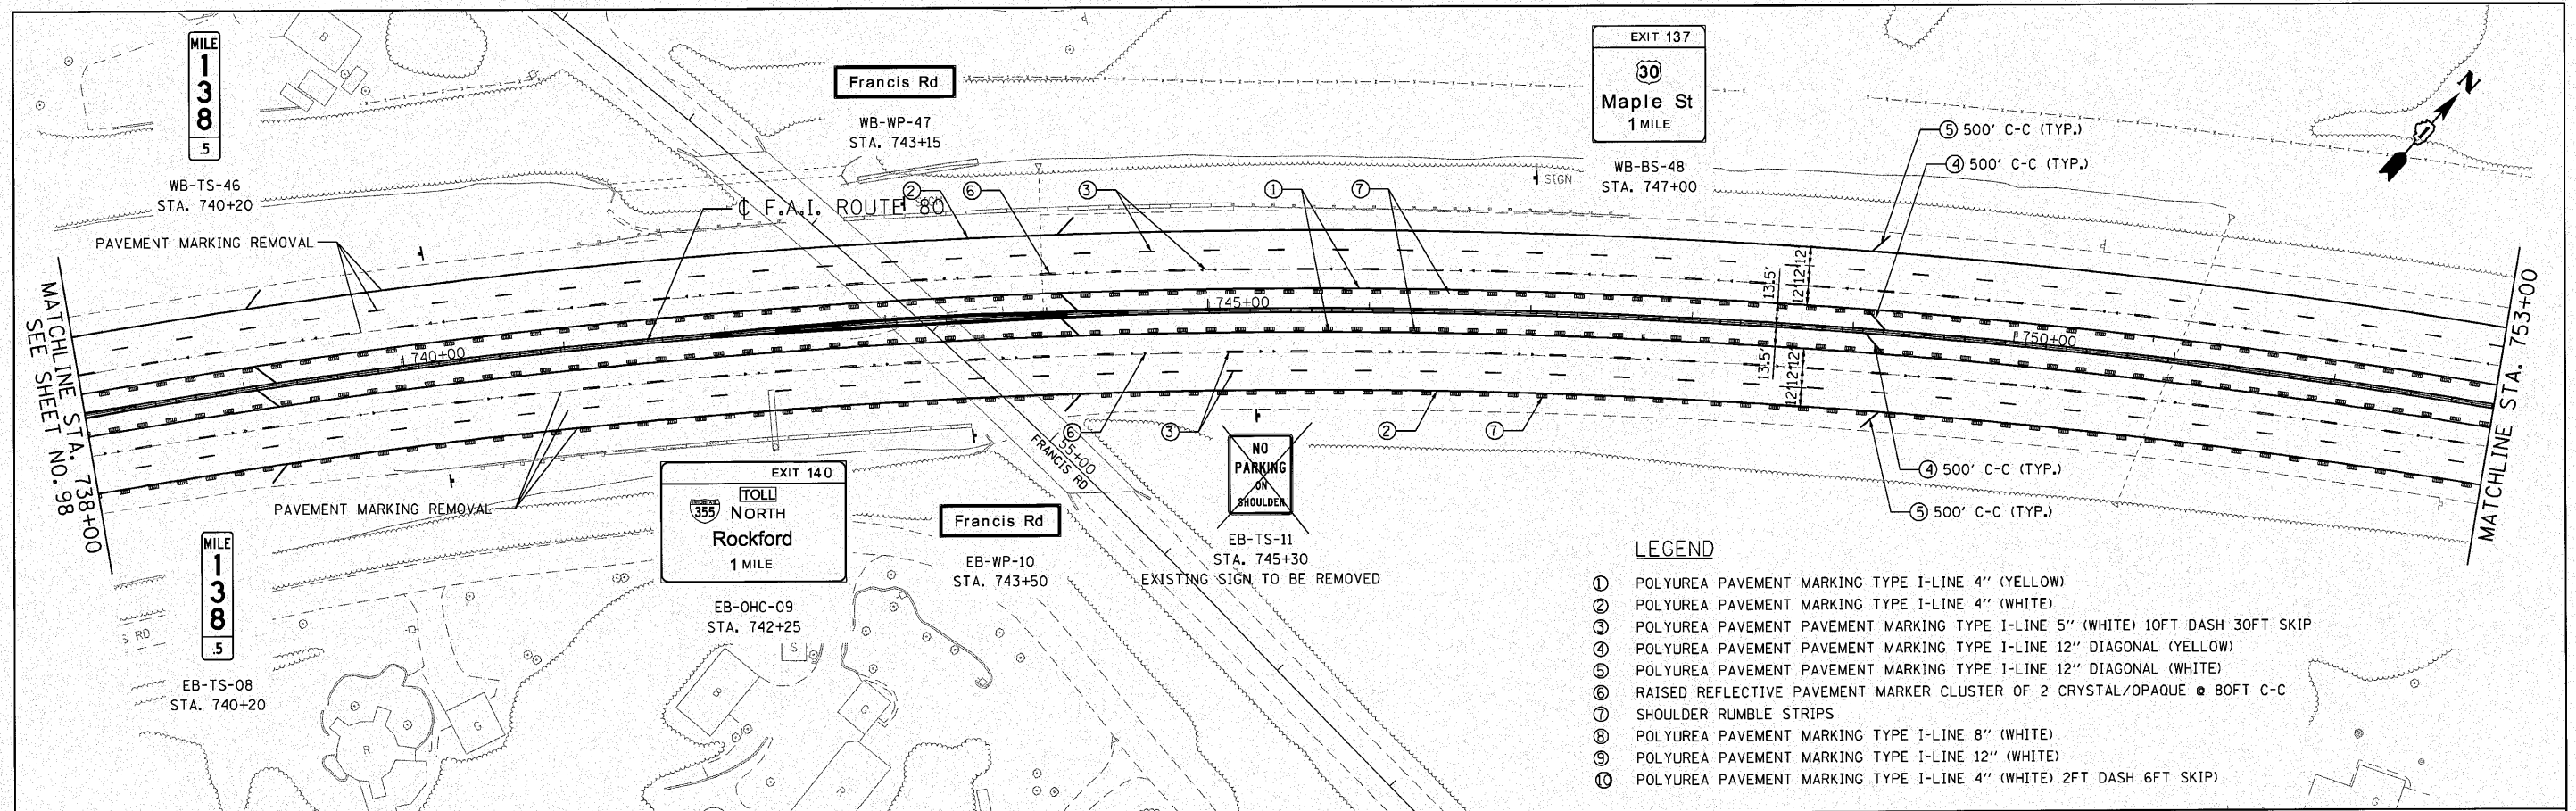 MILE
1
3
8
.5
WB-TS-46
STA. 740+20
PAVEMENT MARKING REMOVAL
Francis Rd
WB-WP-47
STA. 743+15
℄ F.A.I. ROUTE 80
EXIT 137
30
Maple St
1 MILE
WB-BS-48
STA. 747+00
SIGN
N
⑤ 500' C-C (TYP.)
④ 500' C-C (TYP.)
②
⑥
③
①
⑦
13.5'
12'12'12'
740+00
745+00
750+00
13.5'
12'12'12'
MATCHLINE STA. 738+00
SEE SHEET NO. 98
MATCHLINE STA. 753+00
⑥
③
②
⑦
④ 500' C-C (TYP.)
⑤ 500' C-C (TYP.)
PAVEMENT MARKING REMOVAL
55+00
FRANCIS RD
MILE
1
3
8
.5
EB-TS-08
STA. 740+20
S RD
EXIT 140
TOLL
355
NORTH
Rockford
1 MILE
EB-OHC-09
STA. 742+25
Francis Rd
EB-WP-10
STA. 743+50
NO
PARKING
ON
SHOULDER
EB-TS-11
STA. 745+30
EXISTING SIGN TO BE REMOVED
B
R
G
B
S
G
R
G
LEGEND
① POLYUREA PAVEMENT MARKING TYPE I-LINE 4" (YELLOW)
② POLYUREA PAVEMENT MARKING TYPE I-LINE 4" (WHITE)
③ POLYUREA PAVEMENT PAVEMENT MARKING TYPE I-LINE 5" (WHITE) 10FT DASH 30FT SKIP
④ POLYUREA PAVEMENT PAVEMENT MARKING TYPE I-LINE 12" DIAGONAL (YELLOW)
⑤ POLYUREA PAVEMENT PAVEMENT MARKING TYPE I-LINE 12" DIAGONAL (WHITE)
⑥ RAISED REFLECTIVE PAVEMENT MARKER CLUSTER OF 2 CRYSTAL/OPAQUE @ 80FT C-C
⑦ SHOULDER RUMBLE STRIPS
⑧ POLYUREA PAVEMENT MARKING TYPE I-LINE 8" (WHITE)
⑨ POLYUREA PAVEMENT MARKING TYPE I-LINE 12" (WHITE)
⑩ POLYUREA PAVEMENT MARKING TYPE I-LINE 4" (WHITE) 2FT DASH 6FT SKIP)